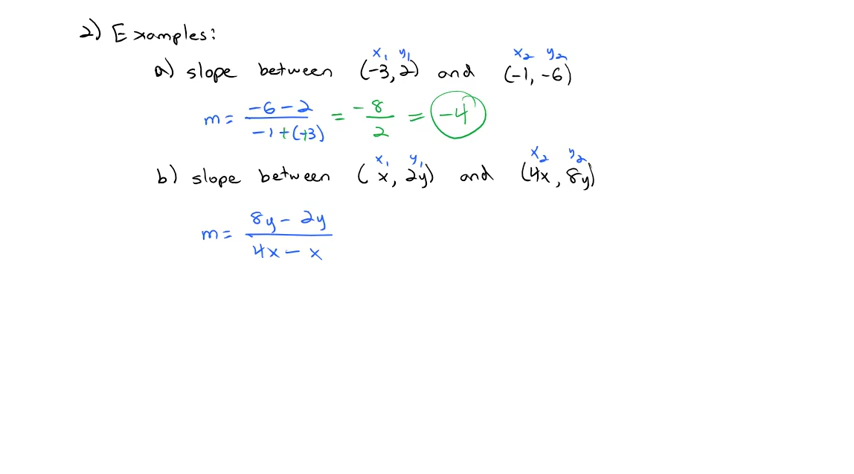 2) Examples:
x₁ y₁ x₂ y₂
a) slope between (-3, 2) and (-1, -6)
m = (-6 - 2)/(-1 + (+3)) = -8/2 = -4
x₁ y₁ x₂ y₂
b) slope between (x, 2y) and (4x, 8y)
m = (8y - 2y)/(4x - x)